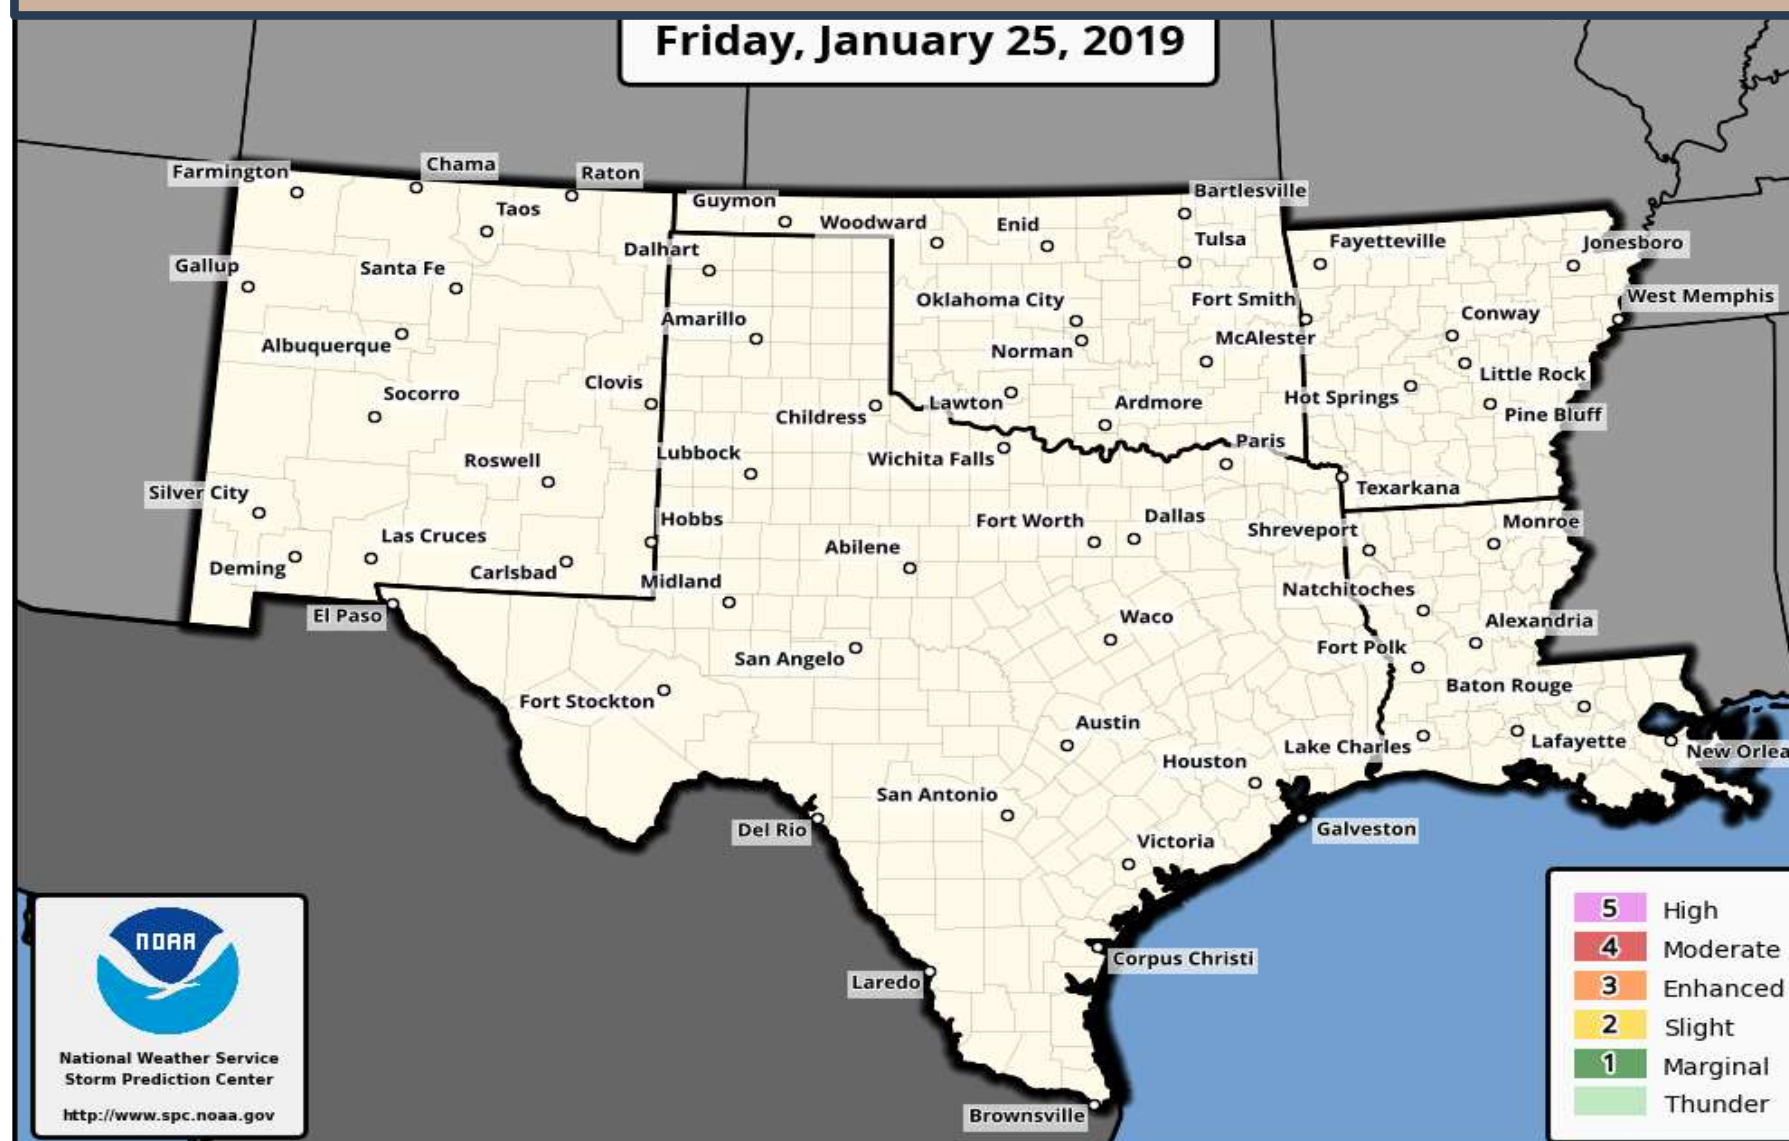 Friday, January 25, 2019
Farmington
Chama
Raton
Taos
Guymon
Woodward
Enid
Bartlesville
Tulsa
Fayetteville
Jonesboro
Gallup
Santa Fe
Dalhart
Oklahoma City
Fort Smith
Conway
West Memphis
Albuquerque
Amarillo
Norman
McAlester
Little Rock
Socorro
Clovis
Childress
Lawton
Ardmore
Hot Springs
Pine Bluff
Roswell
Lubbock
Wichita Falls
Paris
Texarkana
Silver City
Las Cruces
Hobbs
Fort Worth
Dallas
Shreveport
Monroe
Deming
Carlsbad
Midland
Abilene
Natchitoches
El Paso
Waco
Alexandria
San Angelo
Fort Polk
Fort Stockton
Baton Rouge
Austin
Lake Charles
Lafayette
New Orlea
Houston
San Antonio
Del Rio
Galveston
Victoria
Corpus Christi
Laredo
Brownsville
NOAA
National Weather Service
Storm Prediction Center
http://www.spc.noaa.gov
5 High
4 Moderate
3 Enhanced
2 Slight
1 Marginal
Thunder